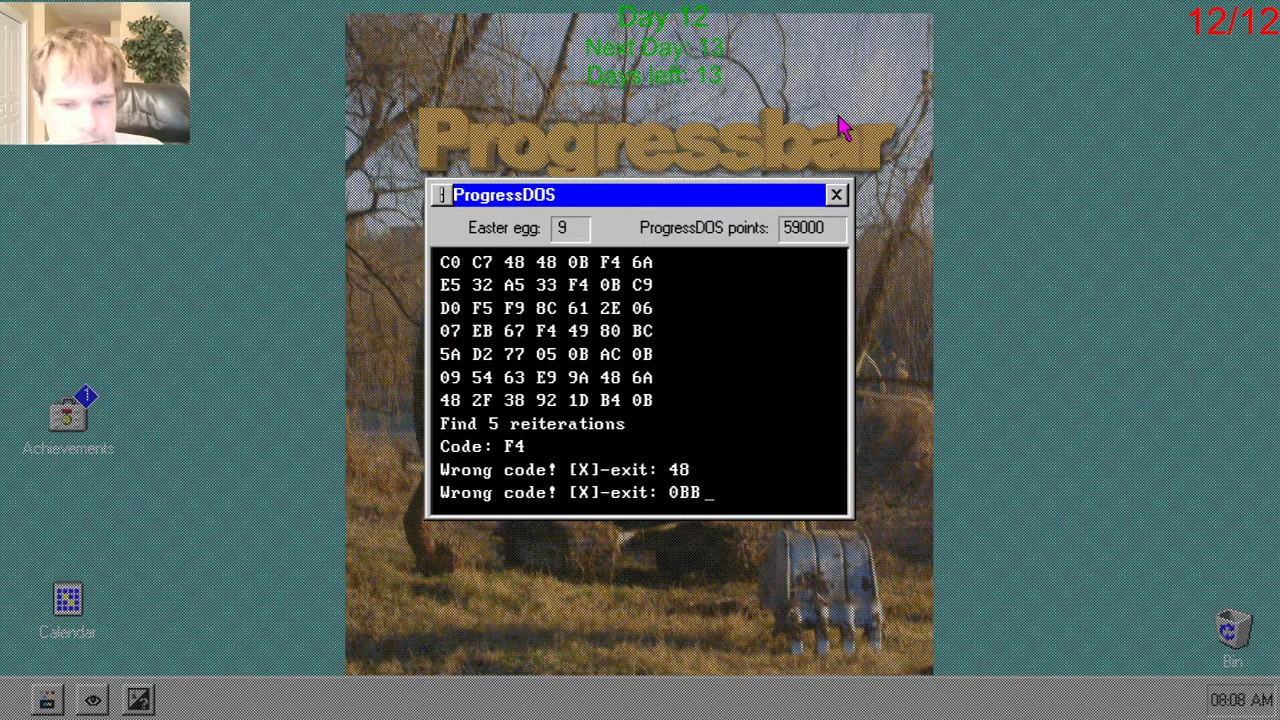 Day 12
Next Day: 13
Days left: 13
12/12
Progressbar
ProgressDOS
Easter egg: 9 ProgressDOS points: 59000
C0 C7 48 48 0B F4 6A
E5 32 A5 33 F4 0B C9
D0 F5 F9 8C 61 2E 06
07 EB 67 F4 49 80 BC
5A D2 77 05 0B AC 0B
09 54 63 E9 9A 48 6A
48 2F 38 92 1D B4 0B
Find 5 reiterations
Code: F4
Wrong code! [X]-exit: 48
Wrong code! [X]-exit: 0BB_
1
Achievements
Calendar
Bin
08:08 AM